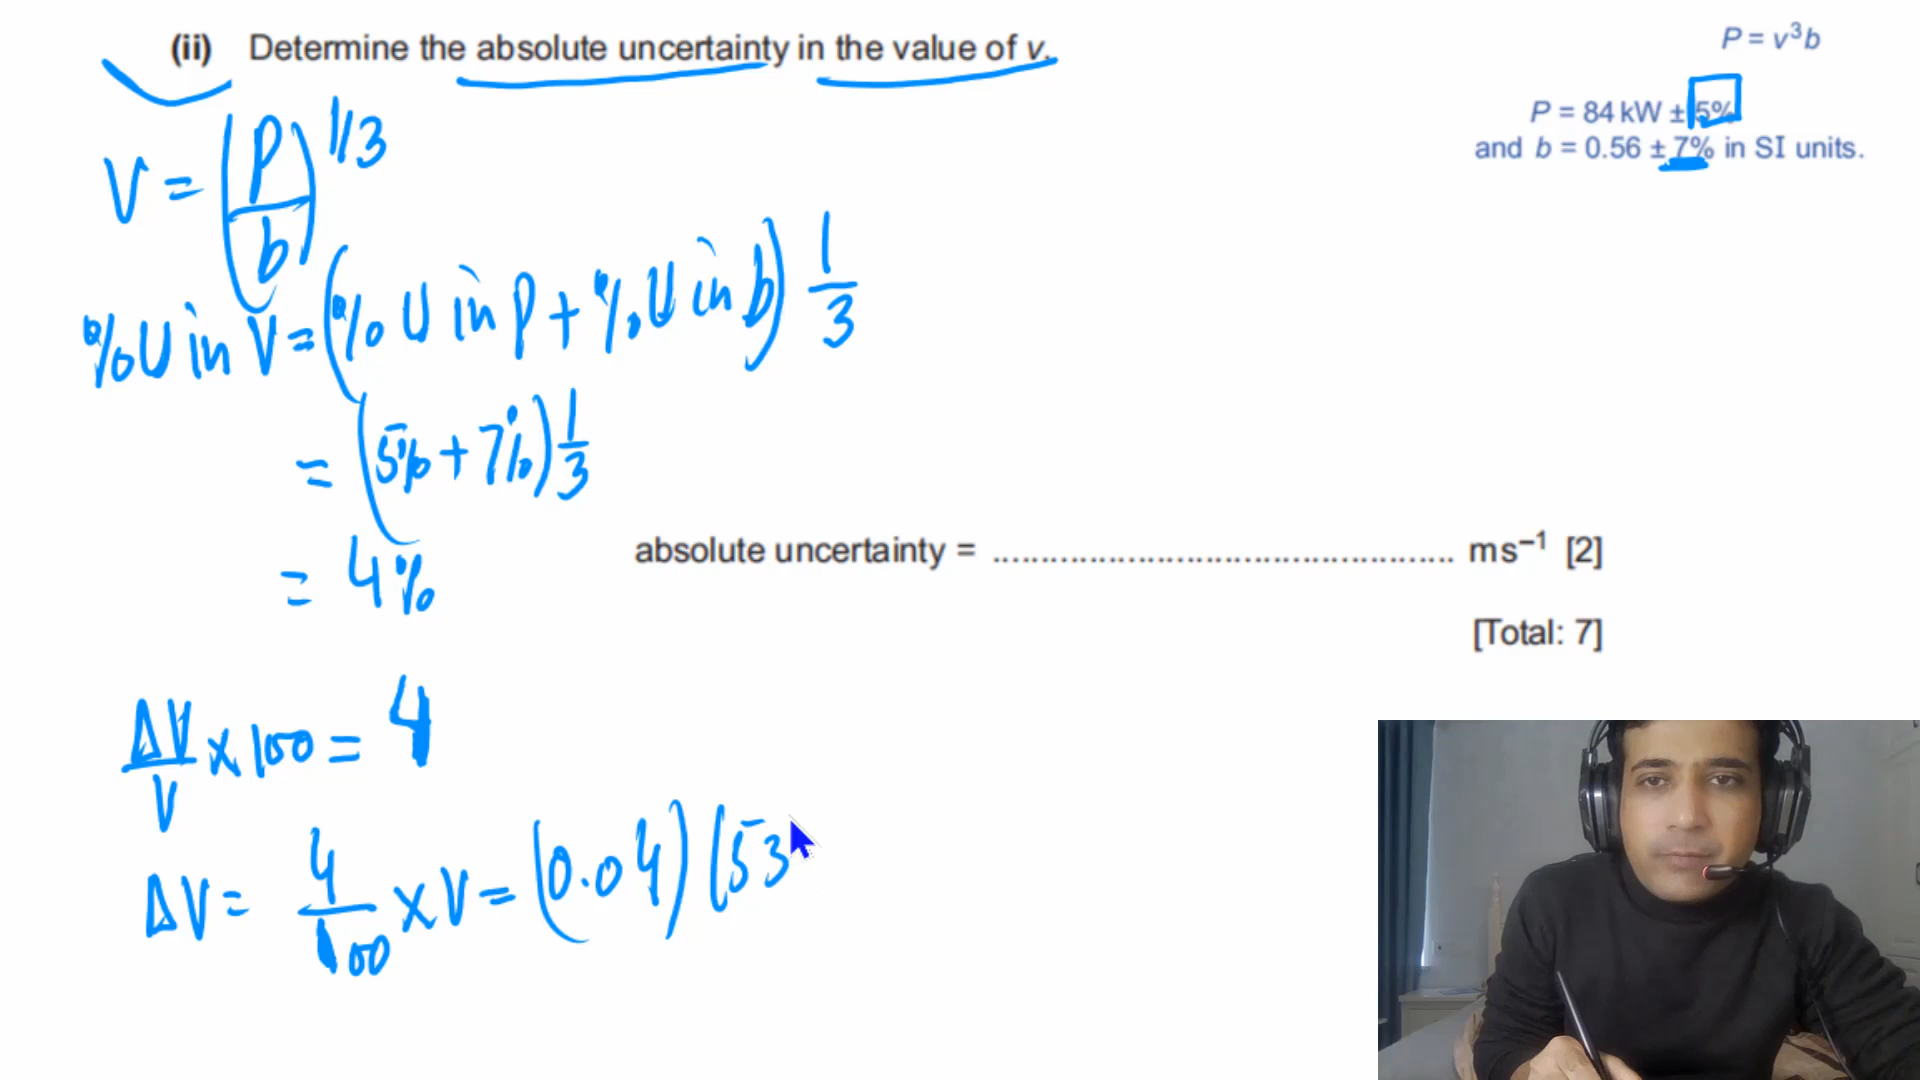 (ii) Determine the absolute uncertainty in the value of v.
P = v³b
P = 84 kW ± 5%
and b = 0.56 ± 7% in SI units.
V = (P/b)^1/3
%U in V = (%U in P + %U in b) 1/3
= (5% + 7%) 1/3
= 4%
absolute uncertainty = .................................................. m s⁻¹ [2]
[Total: 7]
ΔV/V × 100 = 4
ΔV = 4/100 × V = (0.04) (53